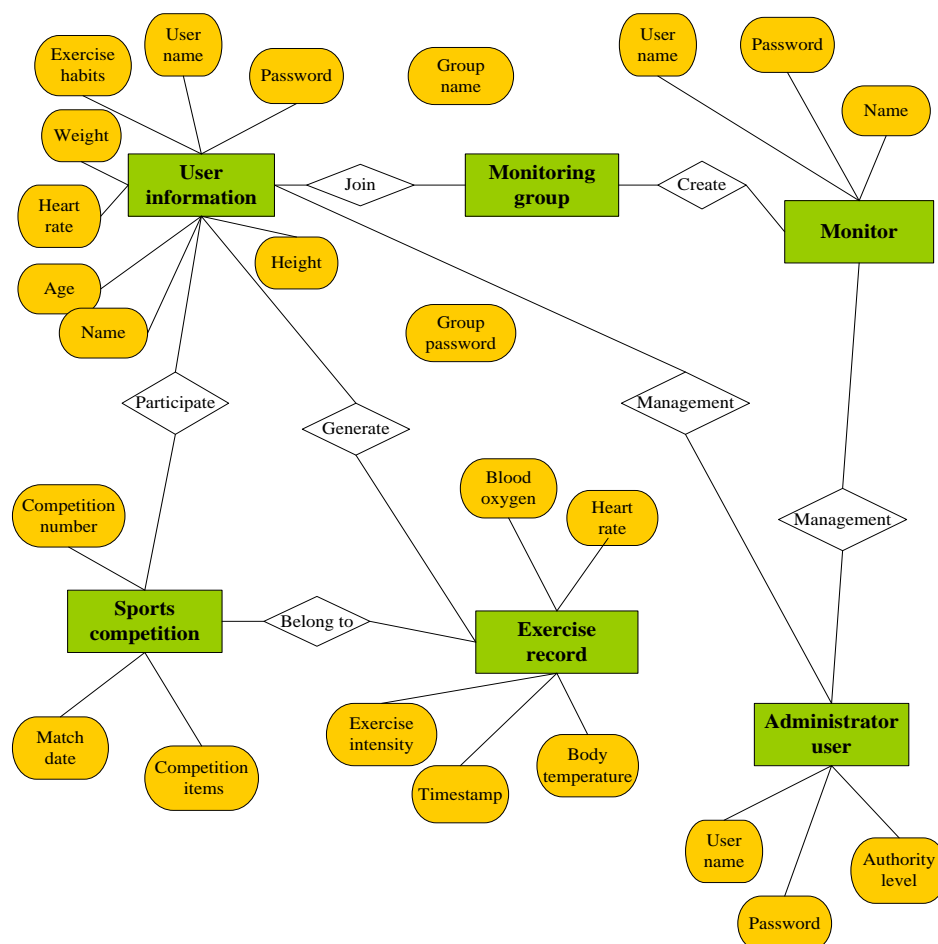 User
name
Exercise
habits
Password
Group
name
User
name
Password
Name
Weight
User
information
Join
Monitoring
group
Create
Monitor
Heart
rate
Height
Age
Name
Group
password
Participate
Generate
Management
Blood
oxygen
Heart
rate
Competition
number
Management
Sports
competition
Belong to
Exercise
record
Match
date
Competition
items
Exercise
intensity
Timestamp
Body
temperature
Administrator
user
User
name
Password
Authority
level